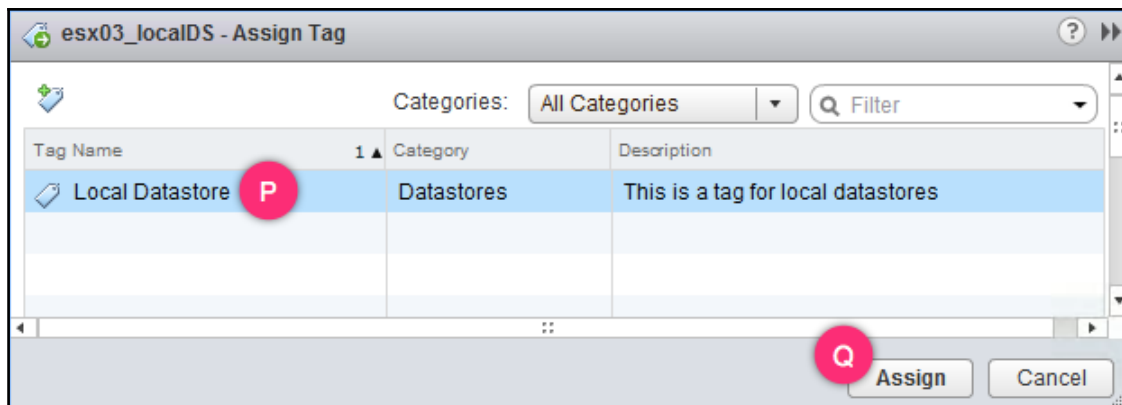 esx03_localDS - Assign Tag ?
Categories: All Categories Filter
Tag Name 1 Category Description
Local Datastore P Datastores This is a tag for local datastores
Q
Assign Cancel